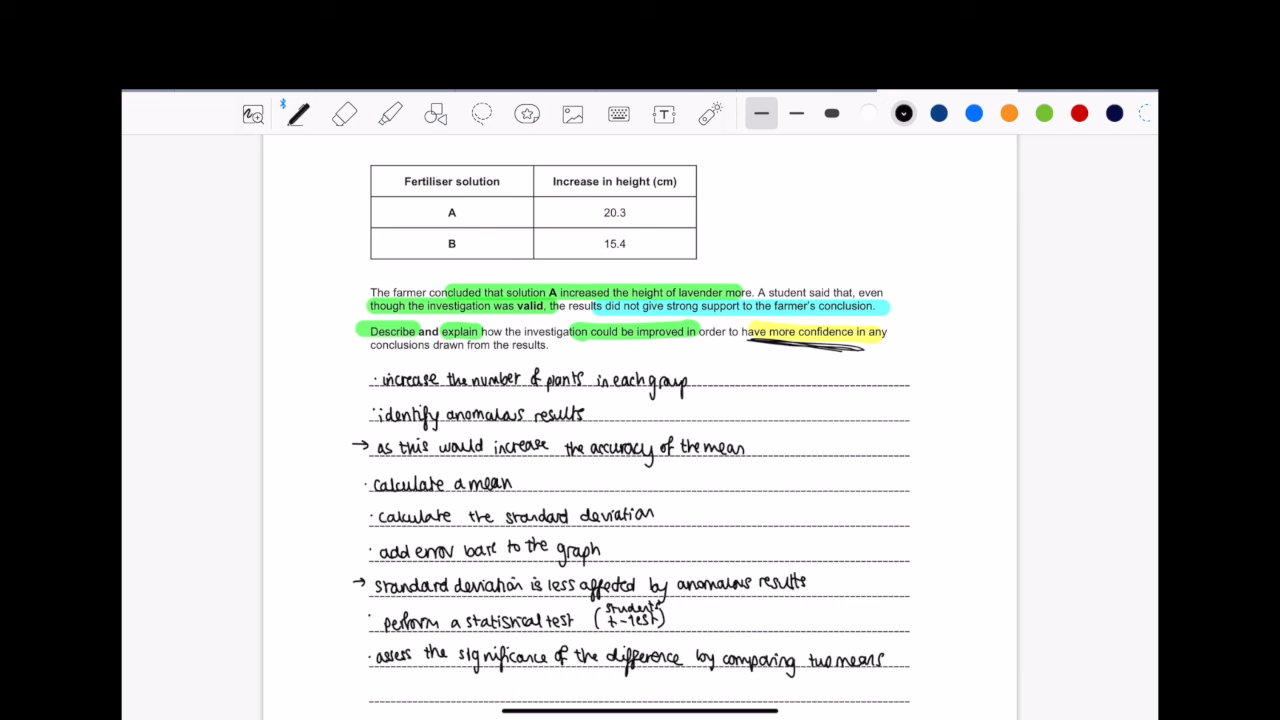 Fertiliser solution Increase in height (cm)
A 20.3
B 15.4
The farmer concluded that solution A increased the height of lavender more. A student said that, even
though the investigation was valid, the results did not give strong support to the farmer's conclusion.
Describe and explain how the investigation could be improved in order to have more confidence in any
conclusions drawn from the results.
· increase the number of plants in each group
· identify anomalous results
→ as this would increase the accuracy of the mean
· calculate a mean
· calculate the standard deviation
· add error bars to the graph
→ standard deviation is less affected by anomalous results
· perform a statistical test (students t-test)
· assess the significance of the difference by comparing two means